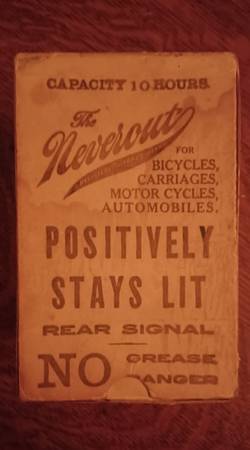 CAPACITY 10 HOURS.
The
Neverout
FOR
BICYCLES,
CARRIAGES,
MOTOR CYCLES,
AUTOMOBILES,
POSITIVELY
STAYS LIT
REAR SIGNAL
NO GREASE
DANGER